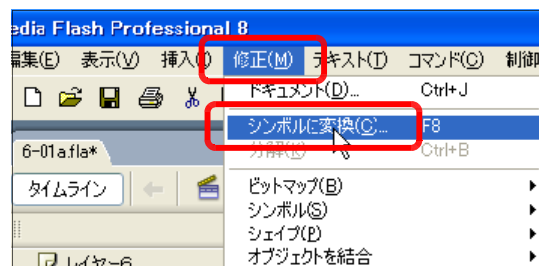 edia Flash Professional 8
編集(E) 表示(V) 挿入(I) 修正(M) テキスト(T) コマンド(C) 制御
ドキュメント(D)... Ctrl+J
シンボルに変換(C)... F8
6-01a.fla*
分解(K) Ctrl+B
タイムライン
ビットマップ(B)
シンボル(S)
シェイプ(P)
レイヤー6
オブジェクトを結合